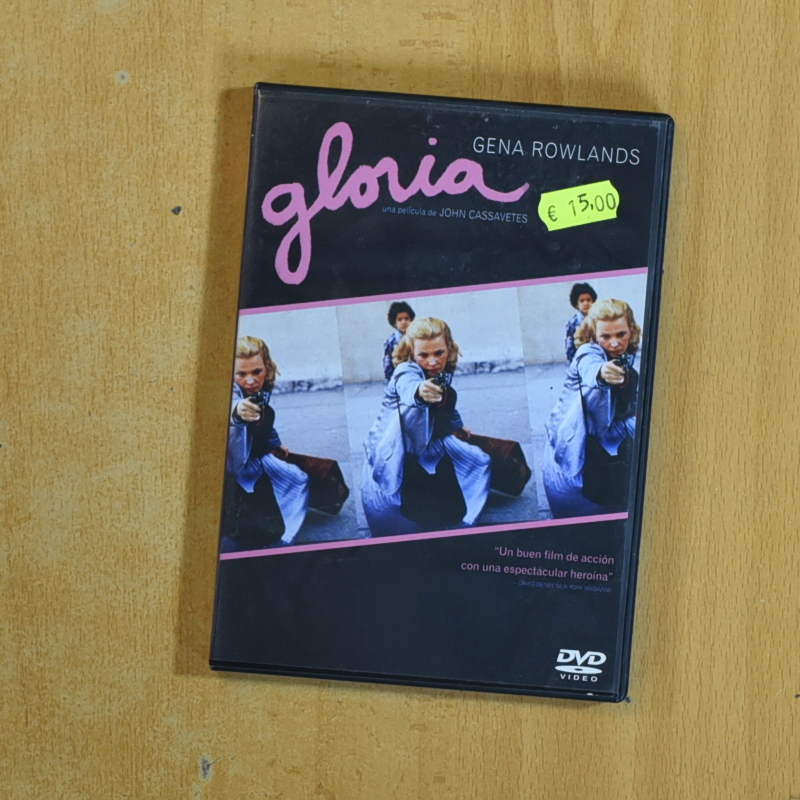 GENA ROWLANDS
gloria
una película de JOHN CASSAVETES
€ 15,00
"Un buen film de acción
con una espectacular heroína"
DVD
VIDEO